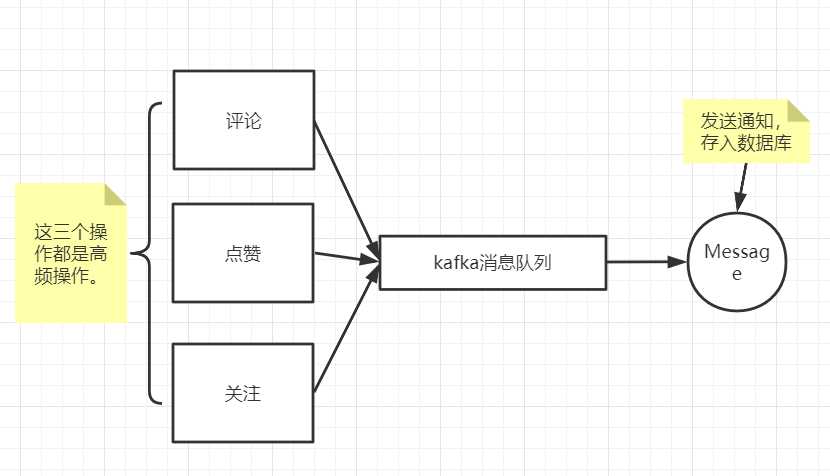 这三个操
作都是高
频操作。
评论
点赞
关注
kafka消息队列
发送通知，
存入数据库
Messag
e